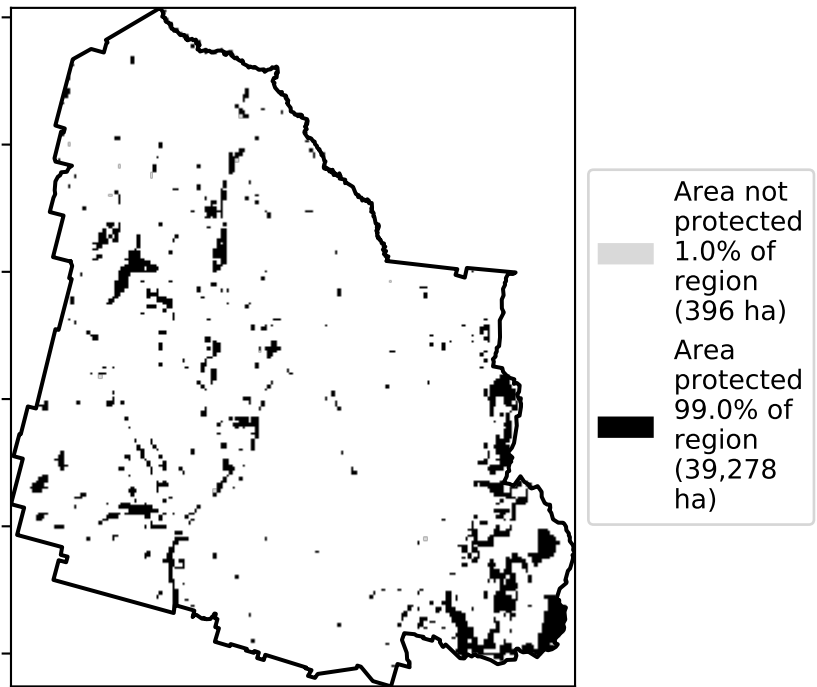 Area not
protected
1.0% of
region
(396 ha)
Area
protected
99.0% of
region
(39,278
ha)